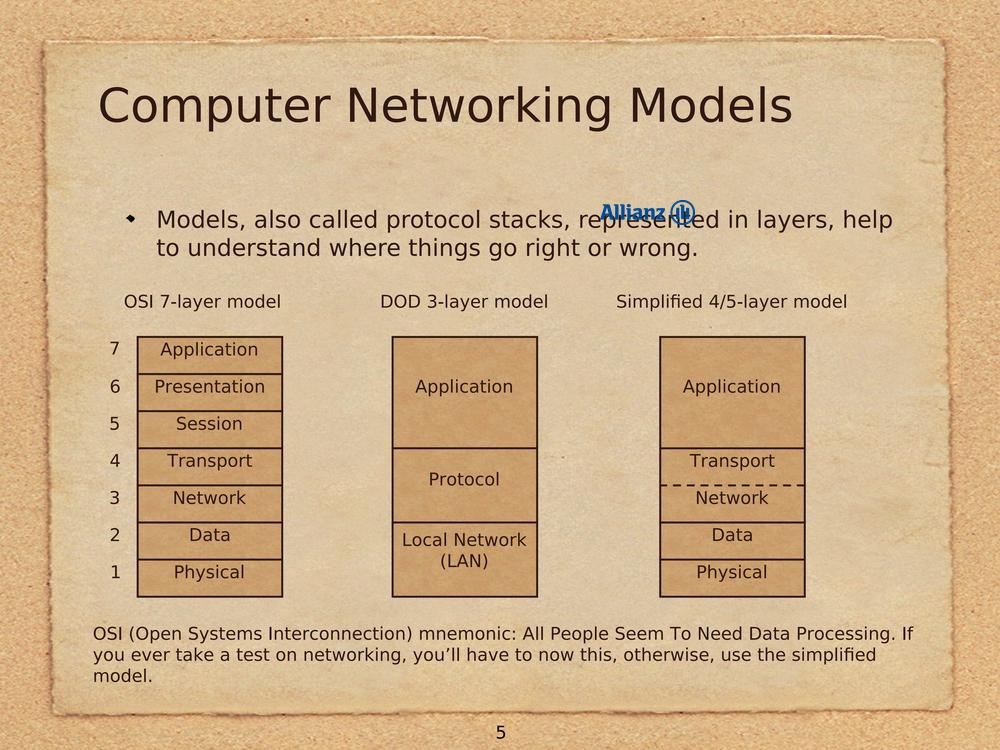 Computer Networking Models
Allianz
Models, also called protocol stacks, represented in layers, help
to understand where things go right or wrong.
OSI 7-layer model
DOD 3-layer model
Simplified 4/5-layer model
7 Application
6 Presentation
5 Session
4 Transport
3 Network
2 Data
1 Physical
Application
Protocol
Local Network
(LAN)
Application
Transport
Network
Data
Physical
OSI (Open Systems Interconnection) mnemonic: All People Seem To Need Data Processing. If
you ever take a test on networking, you’ll have to now this, otherwise, use the simplified
model.
5